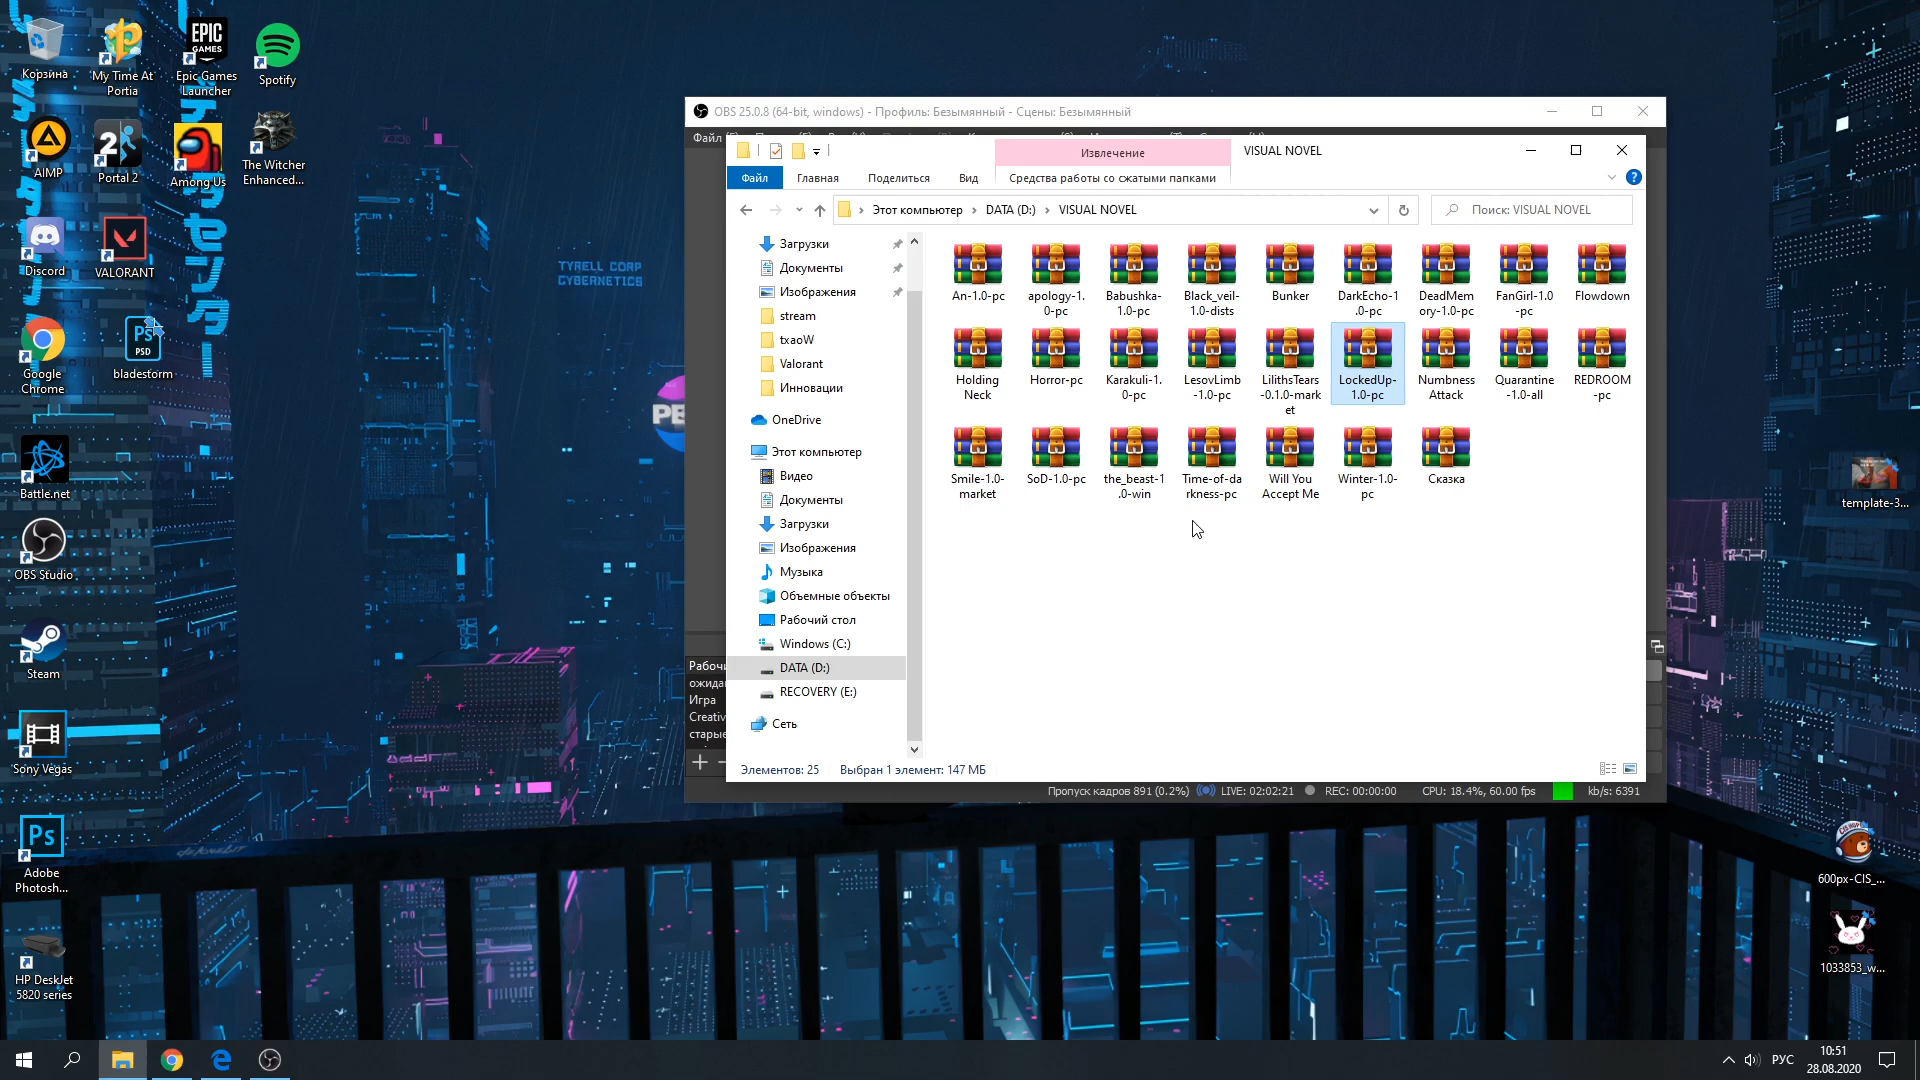 Корзина
My Time At
Portia
EPIC
GAMES
Epic Games
Launcher
Spotify
AIMP
2
Portal 2
Among Us
The Witcher
Enhanced...
Discord
VALORANT
Google
Chrome
Ps
PSD
bladestorm
Battle.net
OBS Studio
Steam
Sony Vegas
Ps
Adobe
Photosh...
HP DeskJet
5820 series
TYRELL CORP
CYBERNETICS
template-3...
600px-CIS_...
1033853_w...
OBS 25.0.8 (64-bit, windows) - Профиль: Безымянный - Сцены: Безымянный
Файл
Извлечение
VISUAL NOVEL
Файл
Главная
Поделиться
Вид
Средства работы со сжатыми папками
Этот компьютер
DATA (D:)
VISUAL NOVEL
Поиск: VISUAL NOVEL
Загрузки
Документы
Изображения
stream
txaoW
Valorant
Инновации
OneDrive
Этот компьютер
Видео
Документы
Загрузки
Изображения
Музыка
Объемные объекты
Рабочий стол
Windows (C:)
DATA (D:)
RECOVERY (E:)
Сеть
An-1.0-pc
apology-1.
0-pc
Babushka-
1.0-pc
Black_veil-
1.0-dists
Bunker
DarkEcho-1
.0-pc
DeadMem
ory-1.0-pc
FanGirl-1.0
-pc
Flowdown
Holding
Neck
Horror-pc
Karakuli-1.
0-pc
LesovLimb
-1.0-pc
LilithsTears
-0.1.0-mark
et
LockedUp-
1.0-pc
Numbness
Attack
Quarantine
-1.0-all
REDROOM
-pc
Smile-1.0-
market
SoD-1.0-pc
the_beast-1
.0-win
Time-of-da
rkness-pc
Will You
Accept Me
Winter-1.0-
pc
Сказка
Элементов: 25
Выбран 1 элемент: 147 МБ
Игра
Пропуск кадров 891 (0.2%)
LIVE: 02:02:21
REC: 00:00:00
CPU: 18.4%, 60.00 fps
kb/s: 6391
РУС
10:51
28.08.2020